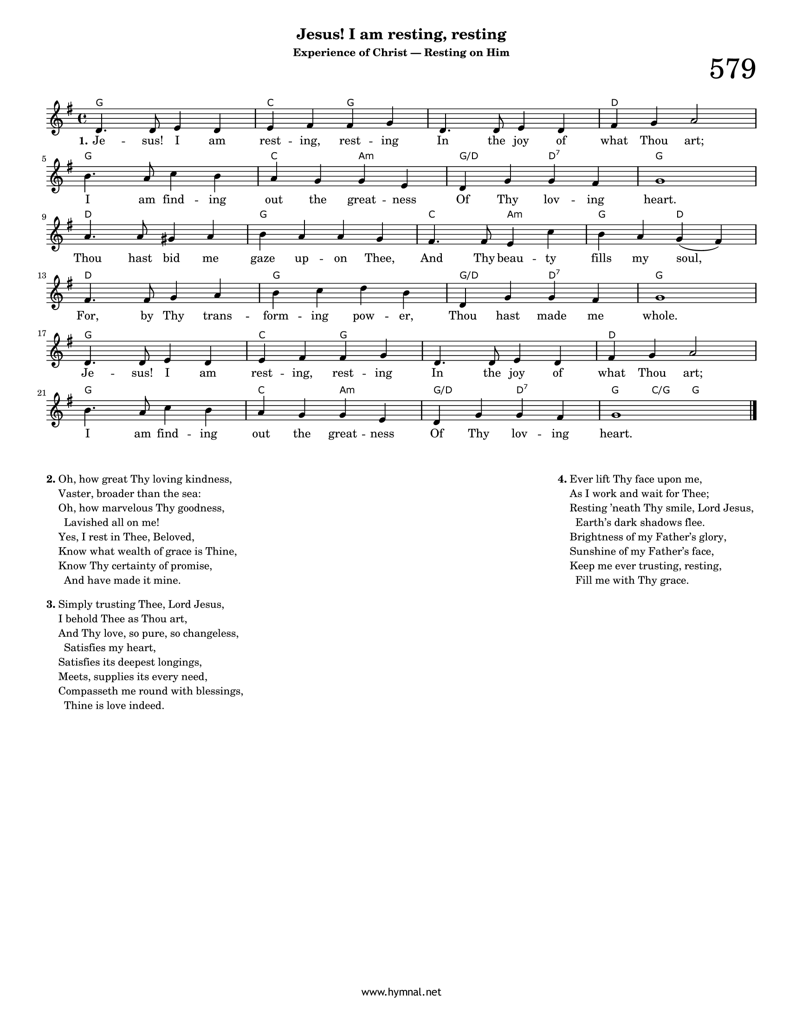 Jesus! I am resting, resting
Experience of Christ — Resting on Him
579
G C G D
1. Je - sus! I am rest - ing, rest - ing In the joy of what Thou art;
5 G C Am G/D D7 G
I am find - ing out the great - ness Of Thy lov - ing heart.
9 D G C Am G D
Thou hast bid me gaze up - on Thee, And Thy beau - ty fills my soul,
13 D G G/D D7 G
For, by Thy trans - form - ing pow - er, Thou hast made me whole.
17 G C G D
Je - sus! I am rest - ing, rest - ing In the joy of what Thou art;
21 G C Am G/D D7 G C/G G
I am find - ing out the great - ness Of Thy lov - ing heart.
2. Oh, how great Thy loving kindness,
Vaster, broader than the sea:
Oh, how marvelous Thy goodness,
Lavished all on me!
Yes, I rest in Thee, Beloved,
Know what wealth of grace is Thine,
Know Thy certainty of promise,
And have made it mine.
3. Simply trusting Thee, Lord Jesus,
I behold Thee as Thou art,
And Thy love, so pure, so changeless,
Satisfies my heart,
Satisfies its deepest longings,
Meets, supplies its every need,
Compasseth me round with blessings,
Thine is love indeed.
4. Ever lift Thy face upon me,
As I work and wait for Thee;
Resting ’neath Thy smile, Lord Jesus,
Earth’s dark shadows flee.
Brightness of my Father’s glory,
Sunshine of my Father’s face,
Keep me ever trusting, resting,
Fill me with Thy grace.
www.hymnal.net